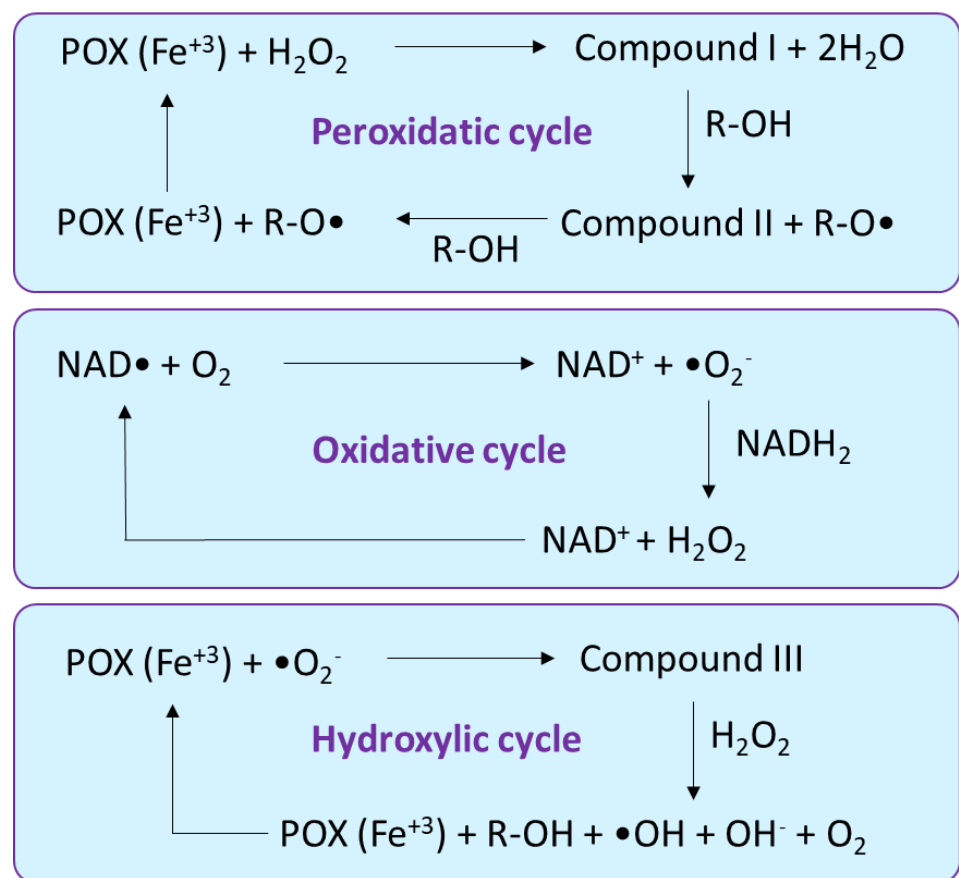 POX (Fe⁺³) + H₂O₂ Compound I + 2H₂O
Peroxidatic cycle
R-OH
POX (Fe⁺³) + R-O● Compound II + R-O●
R-OH
NAD● + O₂ NAD⁺ + ●O₂⁻
Oxidative cycle
NADH₂
NAD⁺ + H₂O₂
POX (Fe⁺³) + ●O₂⁻ Compound III
Hydroxylic cycle
H₂O₂
POX (Fe⁺³) + R-OH + ●OH + OH⁻ + O₂